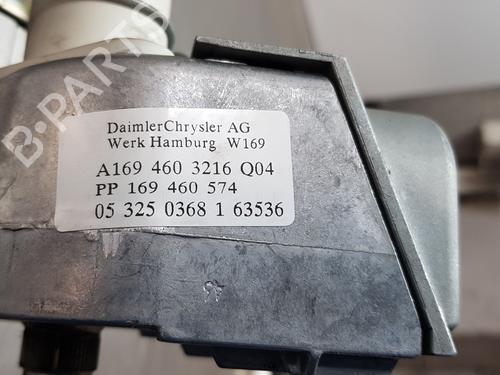 B-PARTS
DaimlerChrysler AG
Werk Hamburg W169
A169 460 3216 Q04
PP 169 460 574
05 325 0368 1 63536